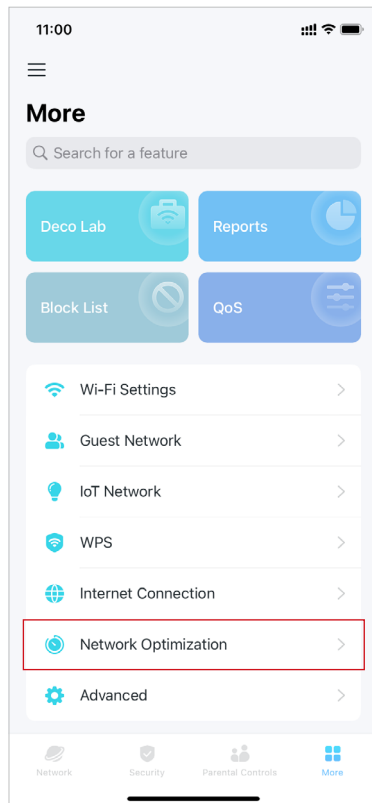 11:00
More
Search for a feature
Deco Lab
Reports
Block List
QoS
Wi-Fi Settings
Guest Network
IoT Network
WPS
Internet Connection
Network Optimization
Advanced
Network
Security
Parental Controls
More